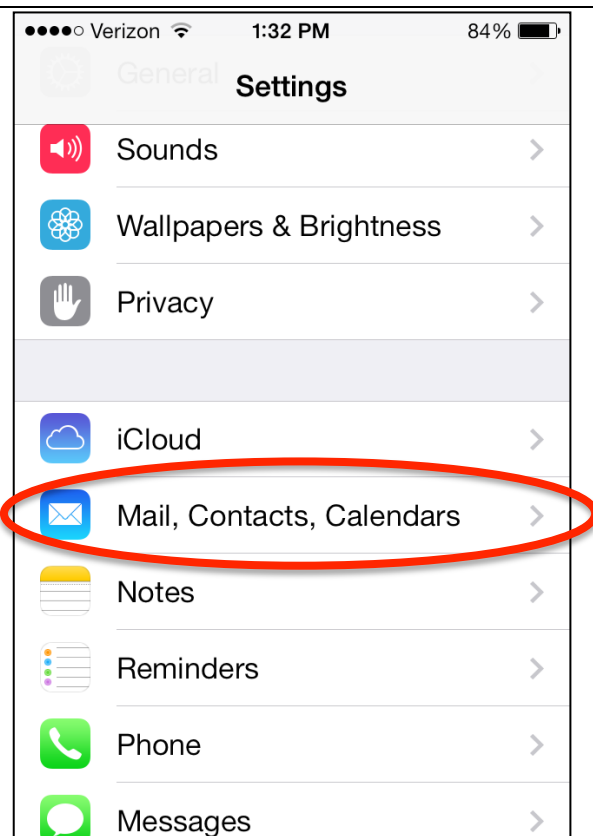 Verizon 1:32 PM 84%
General
Settings
Sounds
Wallpapers & Brightness
Privacy
iCloud
Mail, Contacts, Calendars
Notes
Reminders
Phone
Messages